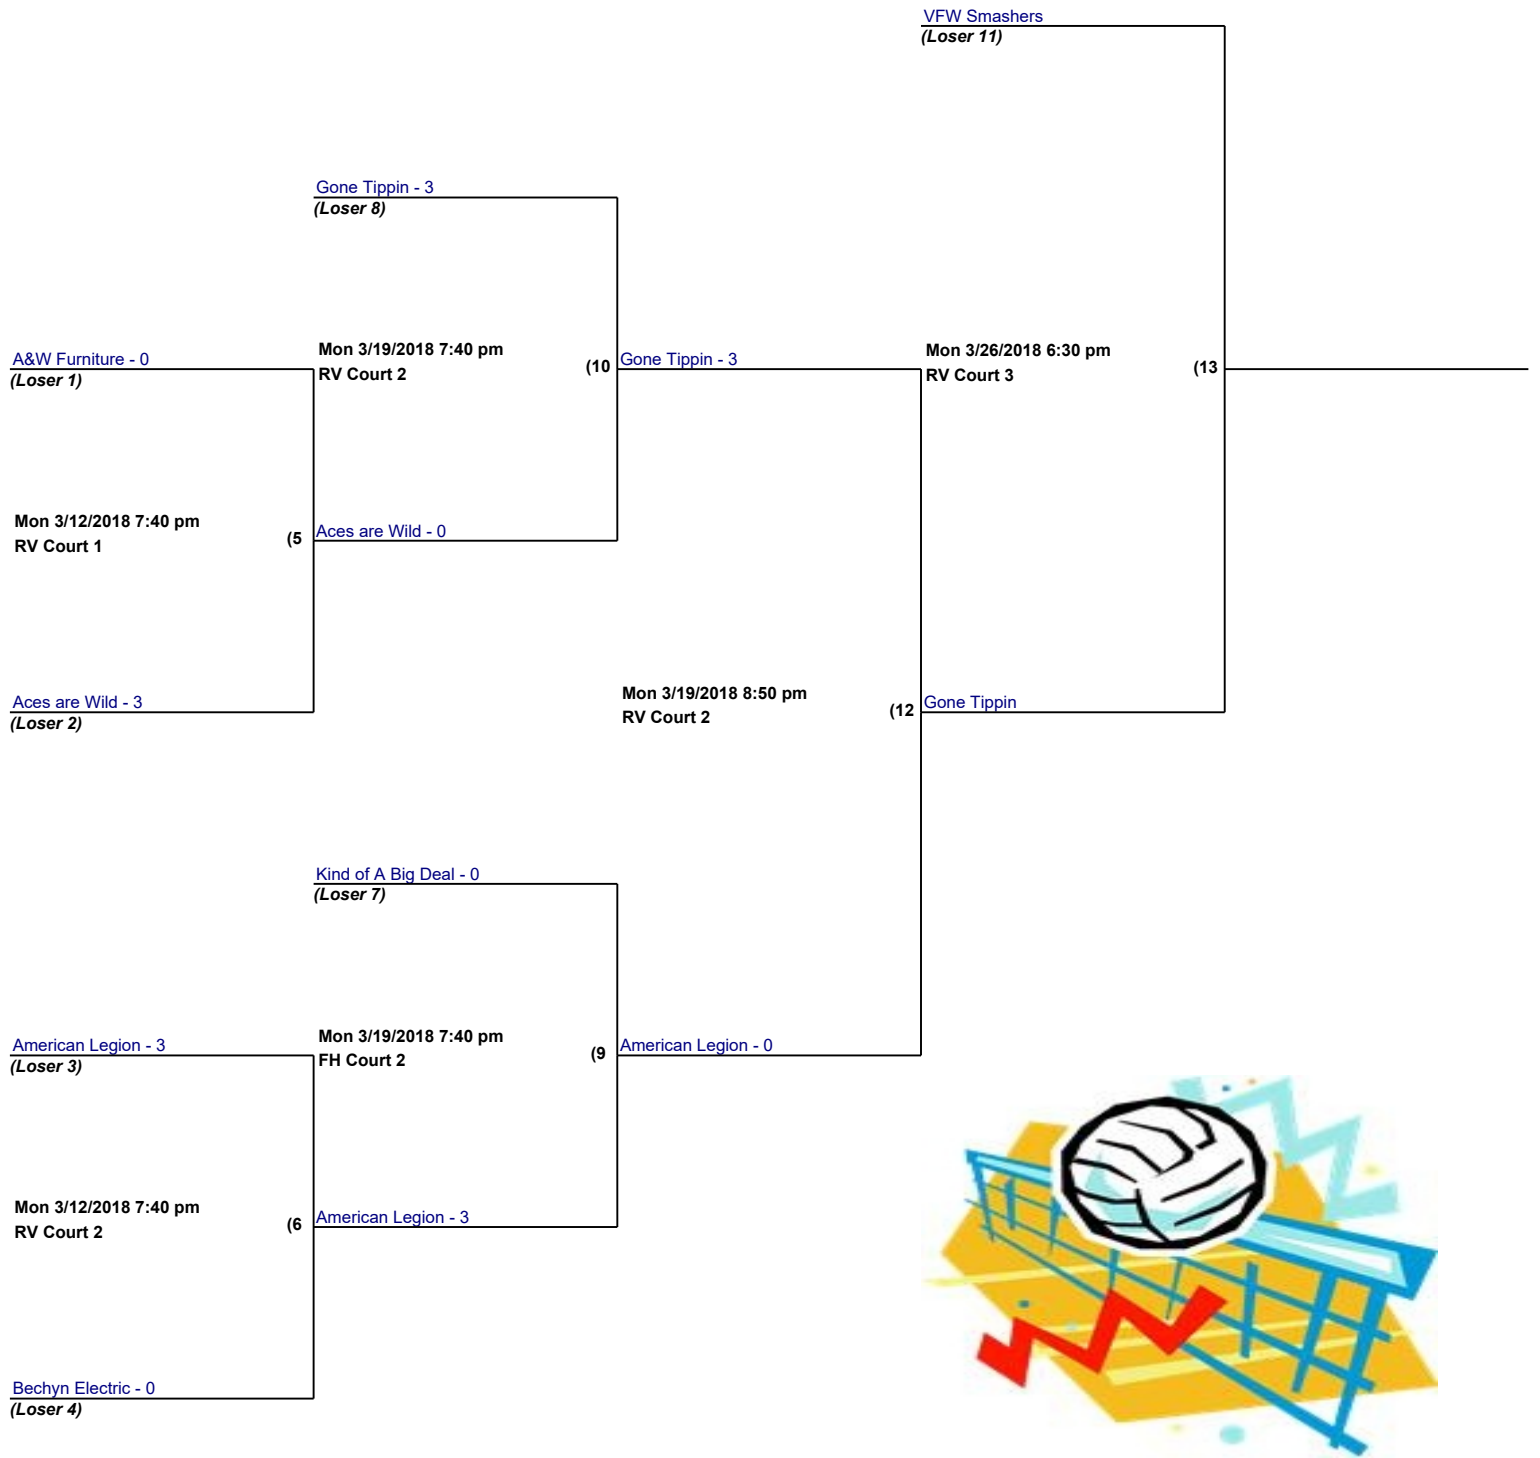 VFW Smashers
(Loser 11)
Gone Tippin - 3
(Loser 8)
A&W Furniture - 0
(Loser 1)
Mon 3/19/2018 7:40 pm
RV Court 2
(10
Gone Tippin - 3
Mon 3/26/2018 6:30 pm
RV Court 3
(13
Mon 3/12/2018 7:40 pm
RV Court 1
(5
Aces are Wild - 0
Aces are Wild - 3
(Loser 2)
Mon 3/19/2018 8:50 pm
RV Court 2
(12
Gone Tippin
Kind of A Big Deal - 0
(Loser 7)
American Legion - 3
(Loser 3)
Mon 3/19/2018 7:40 pm
FH Court 2
(9
American Legion - 0
Mon 3/12/2018 7:40 pm
RV Court 2
(6
American Legion - 3
Bechyn Electric - 0
(Loser 4)